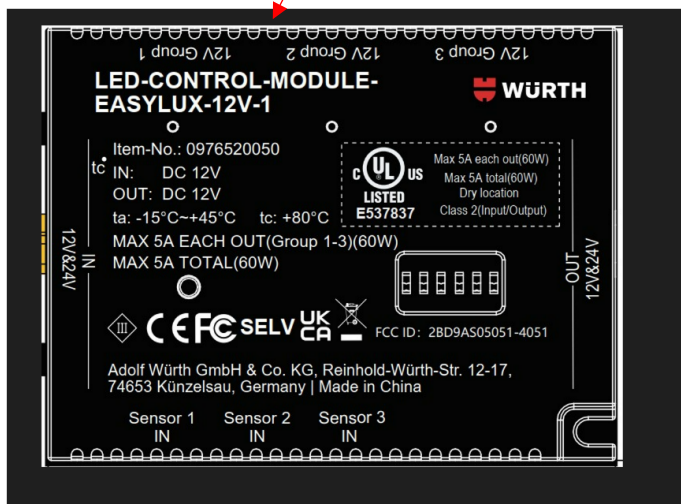 12V Group 1
12V Group 2
12V Group 3
LED-CONTROL-MODULE-
EASYLUX-12V-1
WÜRTH
tc
Item-No.: 0976520050
IN: DC 12V
OUT: DC 12V
ta: -15°C~+45°C tc: +80°C
MAX 5A EACH OUT(Group 1-3)(60W)
MAX 5A TOTAL(60W)
C UL US
LISTED
E537837
Max 5A each out(60W)
Max 5A total(60W)
Dry location
Class 2(Input/Output)
12V&24V
IN
OUT
12V&24V
III
CE FC SELV UK
CA
FCC ID: 2BD9AS05051-4051
Adolf Würth GmbH & Co. KG, Reinhold-Würth-Str. 12-17,
74653 Künzelsau, Germany | Made in China
Sensor 1 Sensor 2 Sensor 3
IN IN IN